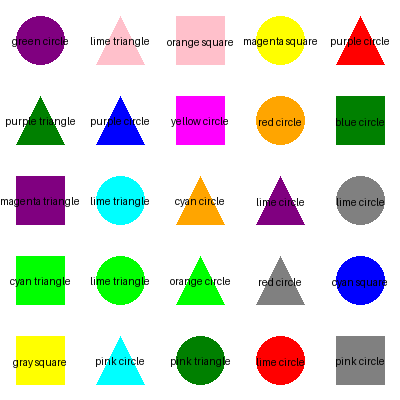 green circle
lime triangle
orange square
magenta square
purple circle
purple triangle
purple circle
yellow circle
red circle
blue circle
magenta triangle
lime triangle
cyan circle
lime circle
lime circle
cyan triangle
lime triangle
orange circle
red circle
cyan square
gray square
pink circle
pink triangle
lime circle
pink circle